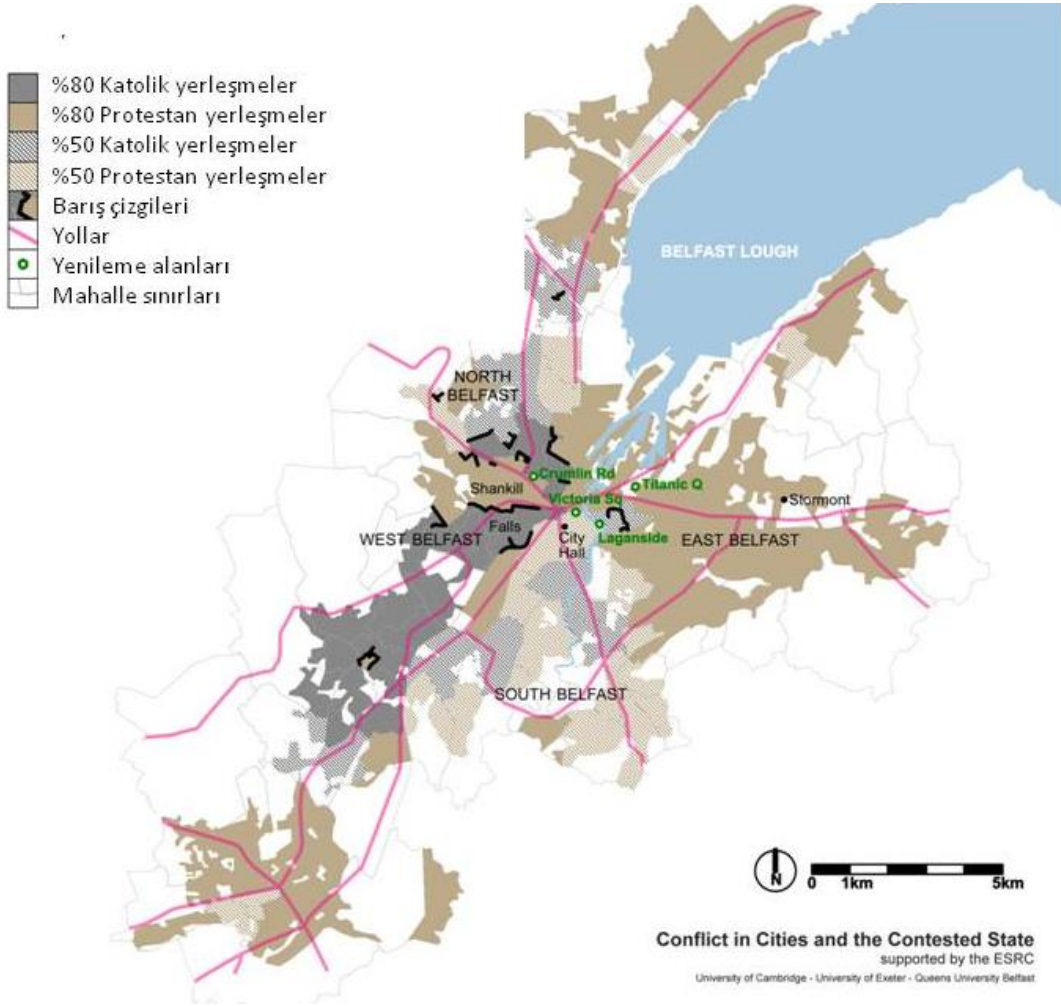 %80 Katolik yerleşmeler
%80 Protestan yerleşmeler
%50 Katolik yerleşmeler
%50 Protestan yerleşmeler
Barış çizgileri
Yollar
Yenileme alanları
Mahalle sınırları
BELFAST LOUGH
NORTH
BELFAST
Crumlin Rd
Titanic Q
Shankill
Victoria Sq
Stormont
WEST BELFAST
Falls
City
Hall
Laganside
EAST BELFAST
SOUTH BELFAST
N
0 1km 5km
Conflict in Cities and the Contested State
supported by the ESRC
University of Cambridge - University of Exeter - Queens University Belfast